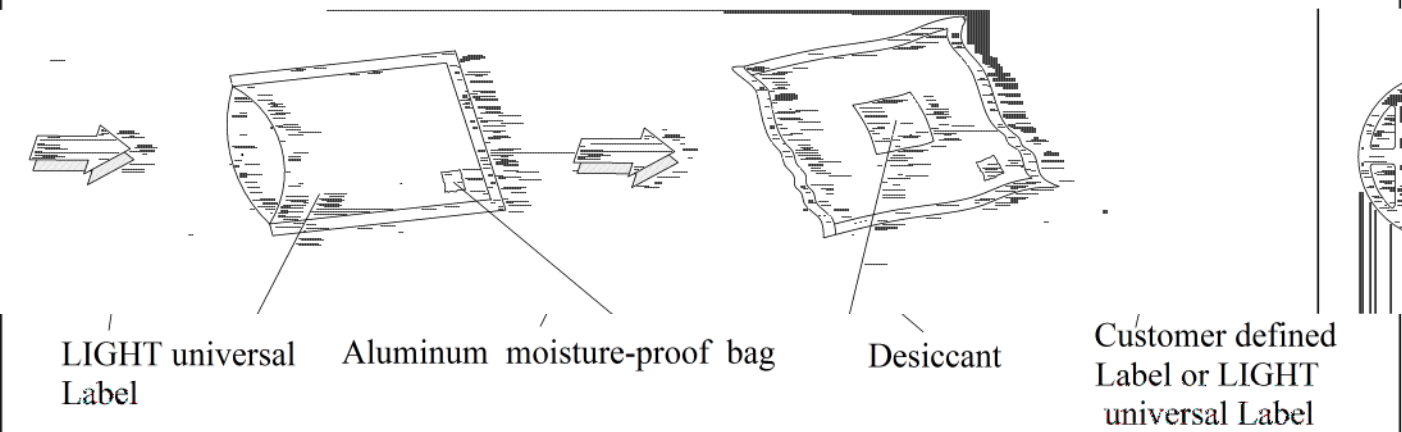 LIGHT universal
Label
Aluminum moisture-proof bag
Desiccant
Customer defined
Label or LIGHT
universal Label